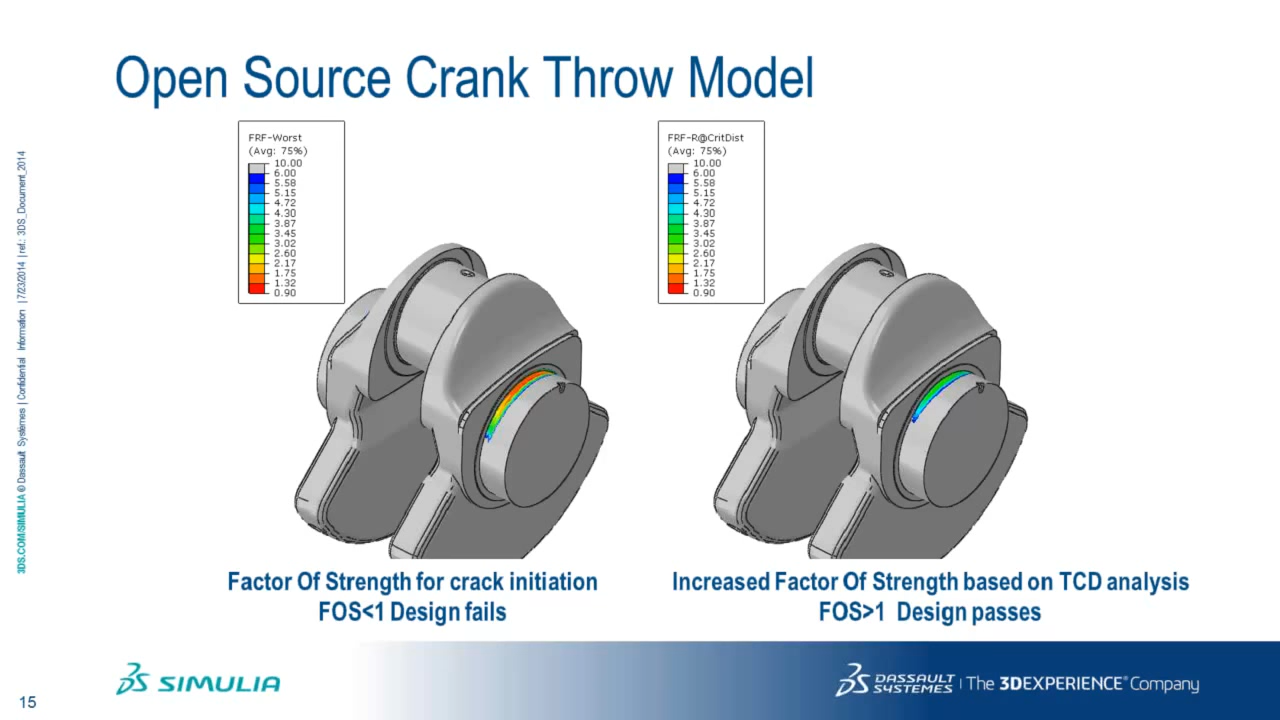 Open Source Crank Throw Model
FRF-Worst
(Avg: 75%)
10.00
6.00
5.58
5.15
4.72
4.30
3.87
3.45
3.02
2.60
2.17
1.75
1.32
0.90
FRF-R@CritDist
(Avg: 75%)
10.00
6.00
5.58
5.15
4.72
4.30
3.87
3.45
3.02
2.60
2.17
1.75
1.32
0.90
3DS.COM/SIMULIA © Dassault Systèmes | Confidential Information | 7/23/2014 | ref.: 3DS_Document_2014
Factor Of Strength for crack initiation
FOS<1 Design fails
Increased Factor Of Strength based on TCD analysis
FOS>1 Design passes
SIMULIA
DASSAULT
SYSTEMES | The 3DEXPERIENCE® Company
15